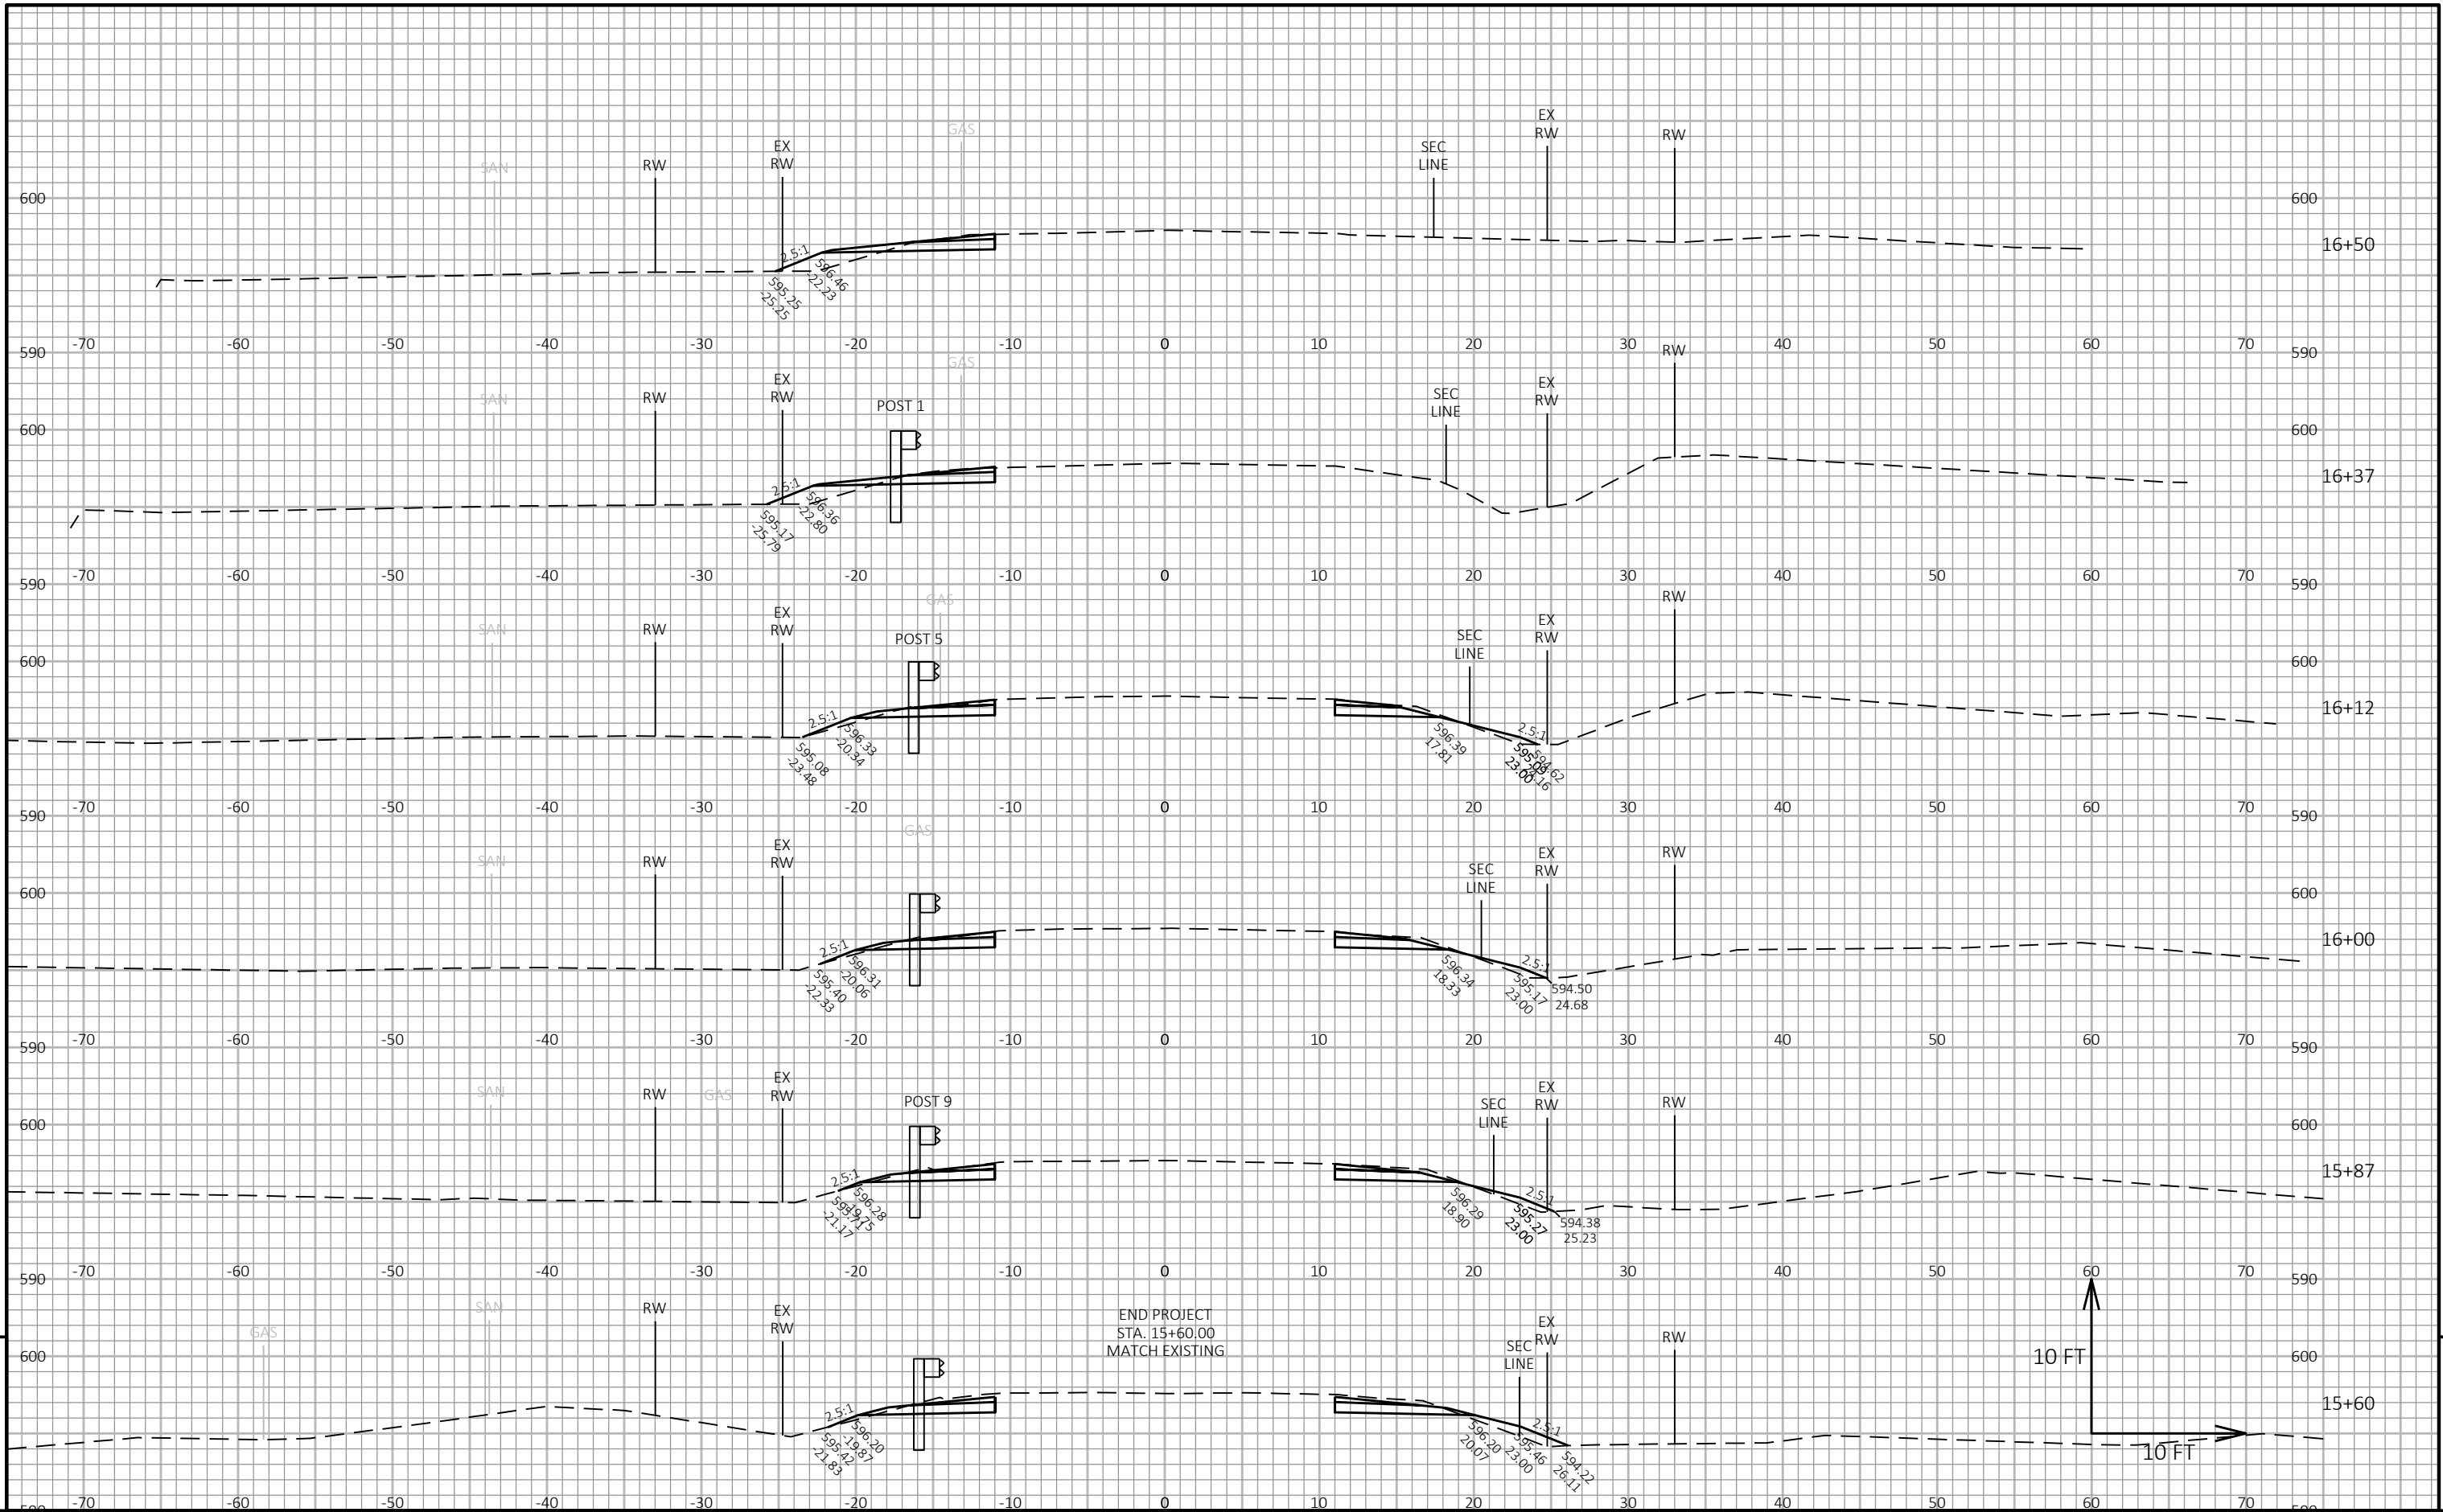 EX
RW
GAS
RW
EX
RW
SEC
LINE
SAN
RW
600
600
2.5:1
16+50
596.46
-22.23
595.25
-25.25
-70 -60 -50 -40 -30 -20 -10 0 10 20 30 40 50 60 70
590
590
RW
GAS
EX
RW
EX
RW
SEC
LINE
SAN
RW
POST 1
600
600
2.5:1
16+37
596.36
-22.80
595.17
-25.79
-70 -60 -50 -40 -30 -20 -10 0 10 20 30 40 50 60 70
590
590
RW
GAS
EX
RW
EX
RW
SAN
RW
POST 5
SEC
LINE
600
600
2.5:1
2.5:1
16+12
596.33
-20.34
595.08
-23.48
596.39
17.81
595.09
23.00
594.62
24.16
-70 -60 -50 -40 -30 -20 -10 0 10 20 30 40 50 60 70
590
590
GAS
EX
RW
EX
RW
RW
SAN
RW
SEC
LINE
600
600
2.5:1
2.5:1
16+00
596.31
-20.06
595.40
-22.33
596.34
18.33
595.17
23.00
594.50
24.68
-70 -60 -50 -40 -30 -20 -10 0 10 20 30 40 50 60 70
590
590
EX
RW
EX
RW
SAN
RW
GAS
POST 9
SEC
LINE
RW
600
600
2.5:1
2.5:1
15+87
596.28
-19.75
595.71
-21.17
596.29
18.90
595.27
23.00
594.38
25.23
-70 -60 -50 -40 -30 -20 -10 0 10 20 30 40 50 60 70
590
590
SAN
RW
EX
RW
END PROJECT
STA. 15+60.00
MATCH EXISTING
EX
RW
SEC
LINE
RW
GAS
600
600
10 FT
2.5:1
2.5:1
15+60
596.20
-19.87
595.42
-21.83
596.20
20.07
595.46
23.00
594.22
26.11
10 FT
-70 -60 -50 -40 -30 -20 -10 0 10 20 30 40 50 60 70
590
590